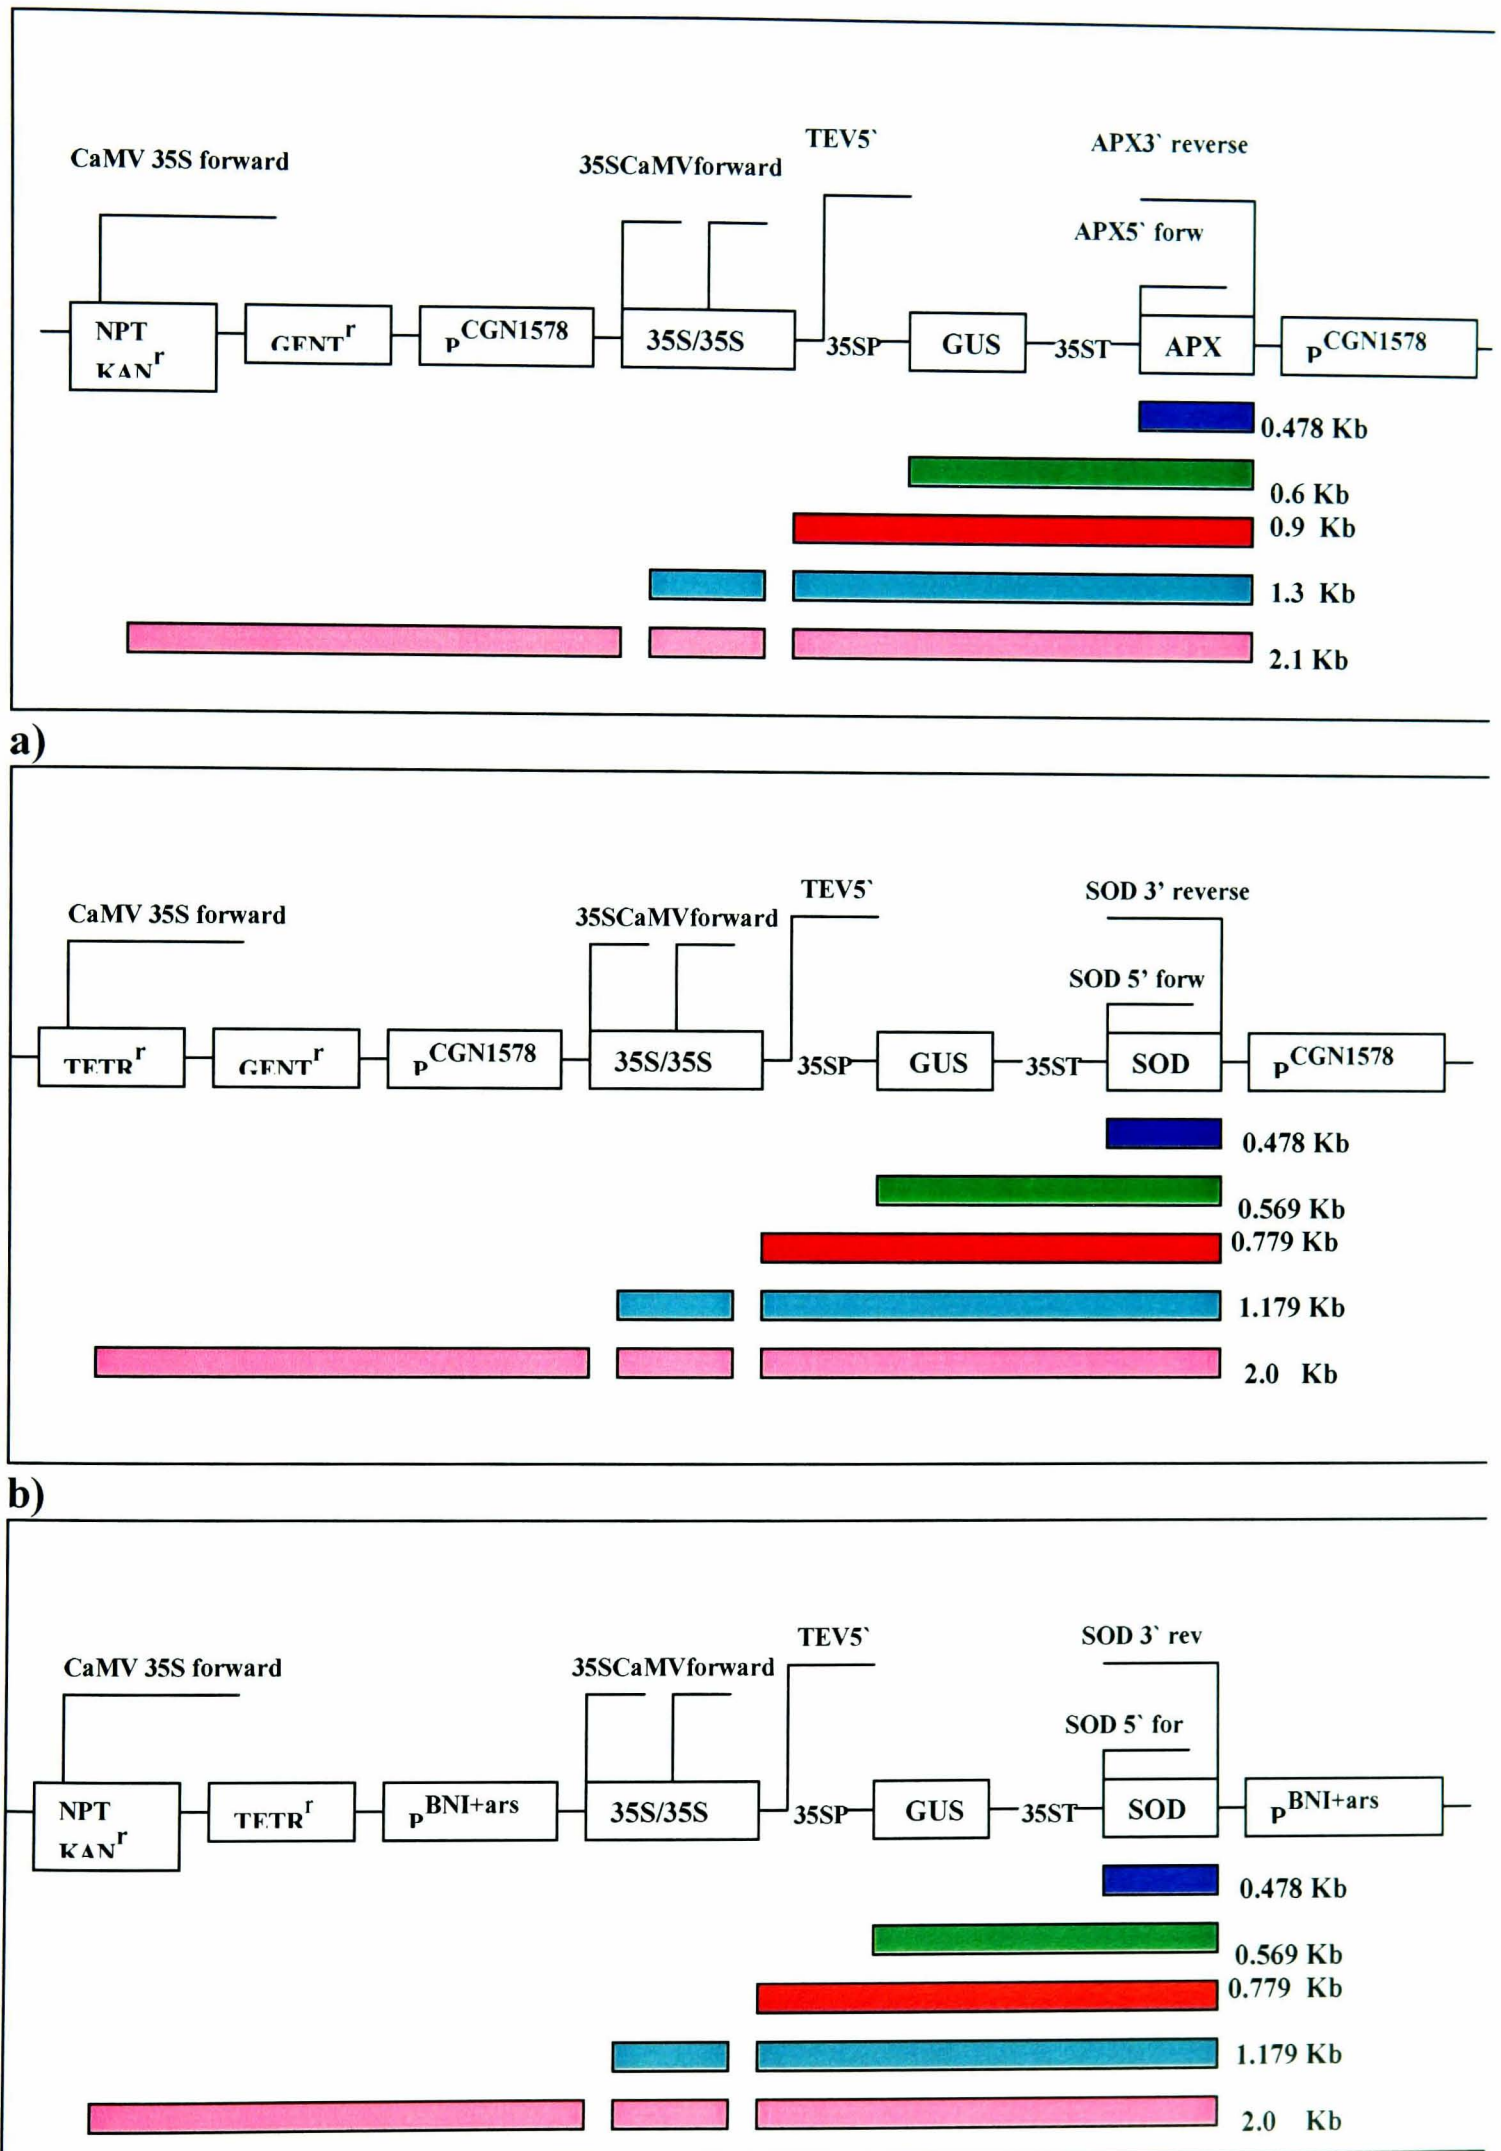 TEV5`
APX3` reverse
CaMV 35S forward
35SCaMVforward
APX5` forw
NPT KANr
GENTr
pCGN1578
35S/35S
35SP
GUS
35ST
APX
pCGN1578
0.478 Kb
0.6 Kb
0.9 Kb
1.3 Kb
2.1 Kb
a)
TEV5`
SOD 3’ reverse
CaMV 35S forward
35SCaMVforward
SOD 5’ forw
TETRr
GENTr
pCGN1578
35S/35S
35SP
GUS
35ST
SOD
pCGN1578
0.478 Kb
0.569 Kb
0.779 Kb
1.179 Kb
2.0 Kb
b)
TEV5`
SOD 3` rev
CaMV 35S forward
35SCaMVforward
SOD 5` for
NPT KANr
TETRr
pBNI+ars
35S/35S
35SP
GUS
35ST
SOD
pBNI+ars
0.478 Kb
0.569 Kb
0.779 Kb
1.179 Kb
2.0 Kb